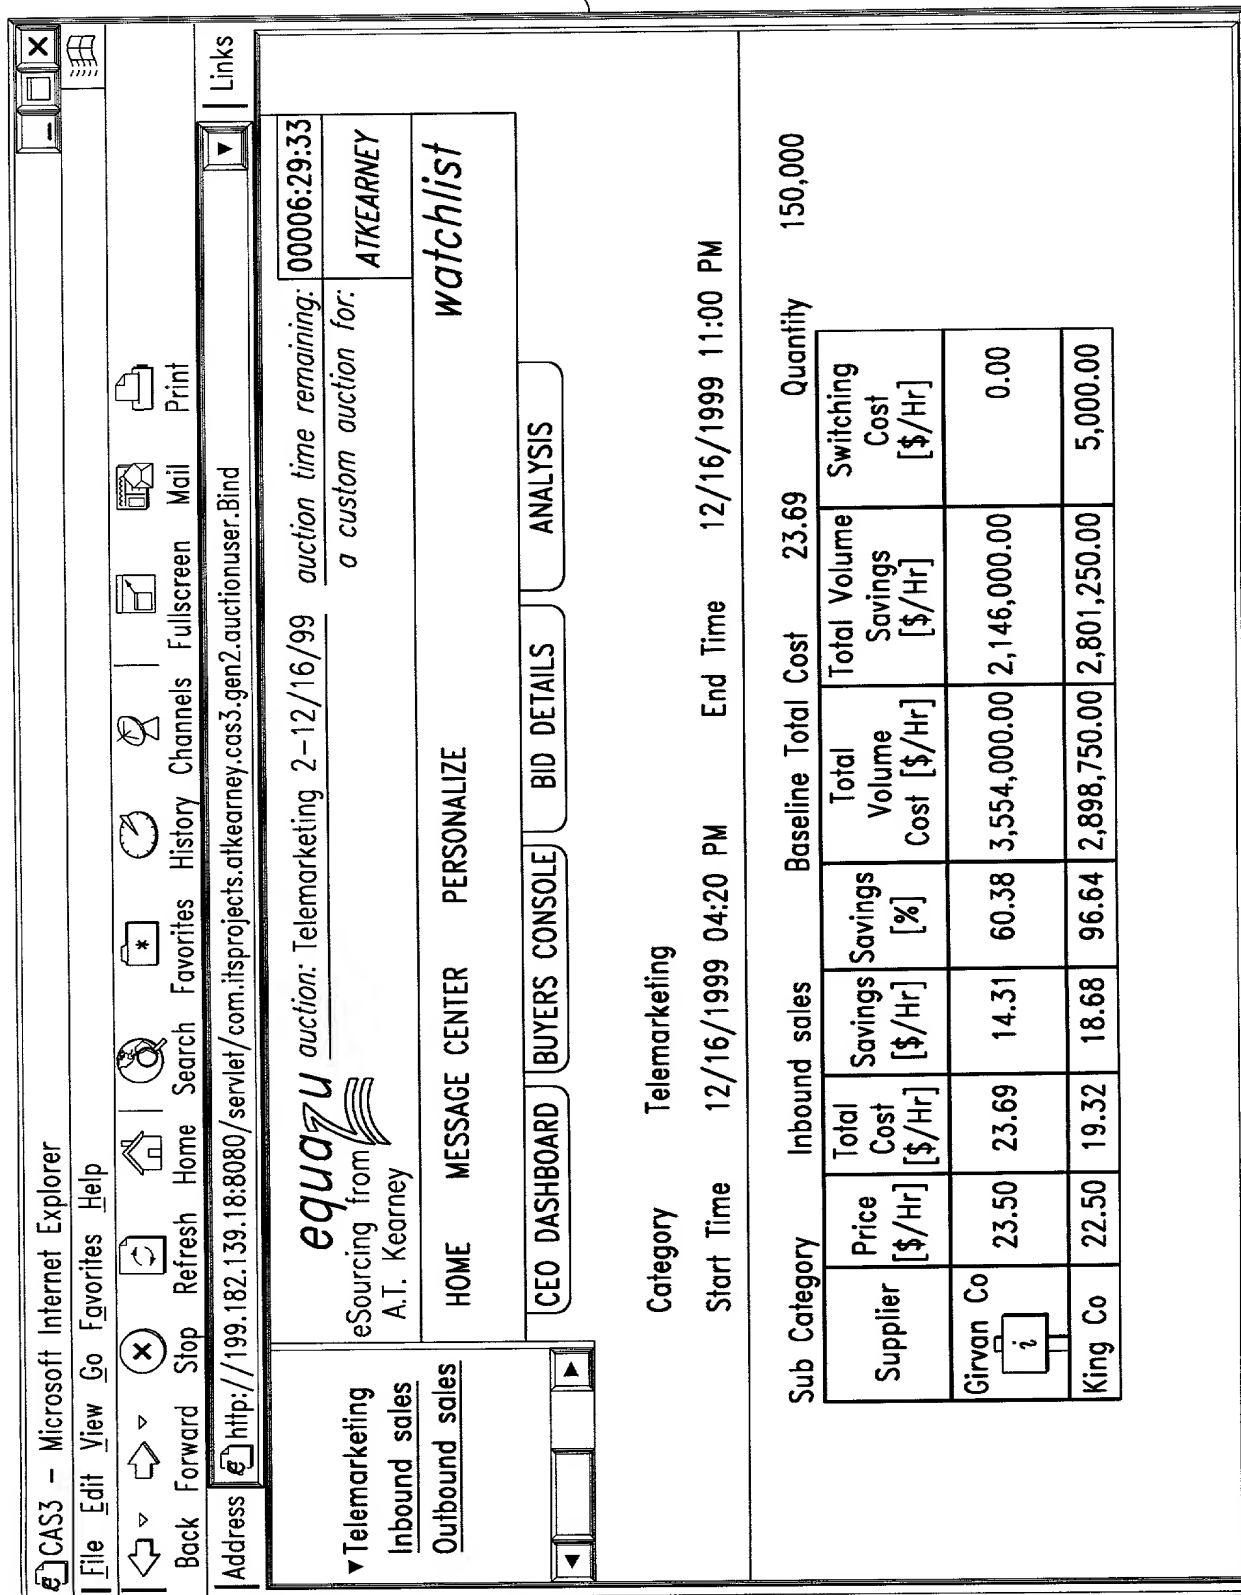 CAS3 – Microsoft Internet Explorer
File Edit View Go Favorites Help
Back Forward Stop Refresh Home Search Favorites History Channels Fullscreen Mail Print
Address http://199.182.139.18:8080/servlet/com.itsprojects.atkearney.cas3.gen2.auctionuser.Bind Links
▾Telemarketing
Inbound sales
Outbound sales
equazu auction: Telemarketing 2–12/16/99 auction time remaining: 00006:29:33
eSourcing from
A.T. Kearney
a custom auction for: ATKEARNEY
HOME MESSAGE CENTER PERSONALIZE watchlist
CEO DASHBOARD BUYERS CONSOLE BID DETAILS ANALYSIS
Category Telemarketing
Start Time 12/16/1999 04:20 PM End Time 12/16/1999 11:00 PM
Sub Category Inbound sales Baseline Total Cost 23.69 Quantity 150,000
Supplier Price [$/Hr] Total Cost [$/Hr] Savings [$/Hr] Savings [%] Total Volume Cost [$/Hr] Total Volume Savings [$/Hr] Switching Cost [$/Hr]
Girvan Co i 23.50 23.69 14.31 60.38 3,554,000.00 2,146,000.00 0.00
King Co 22.50 19.32 18.68 96.64 2,898,750.00 2,801,250.00 5,000.00